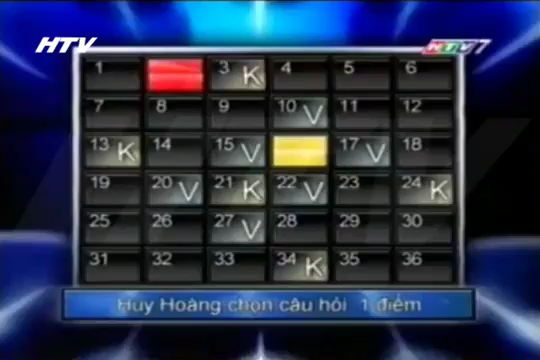 HTV HTV7
1 3 K 4 5 6
7 8 9 10 V 11 12
13 K 14 15 V 17 V 18
19 20 V 21 K 22 V 23 24 K
25 26 27 V 28 29 30
31 32 33 34 K 35 36
Huy Hoàng chọn câu hỏi 1 điểm